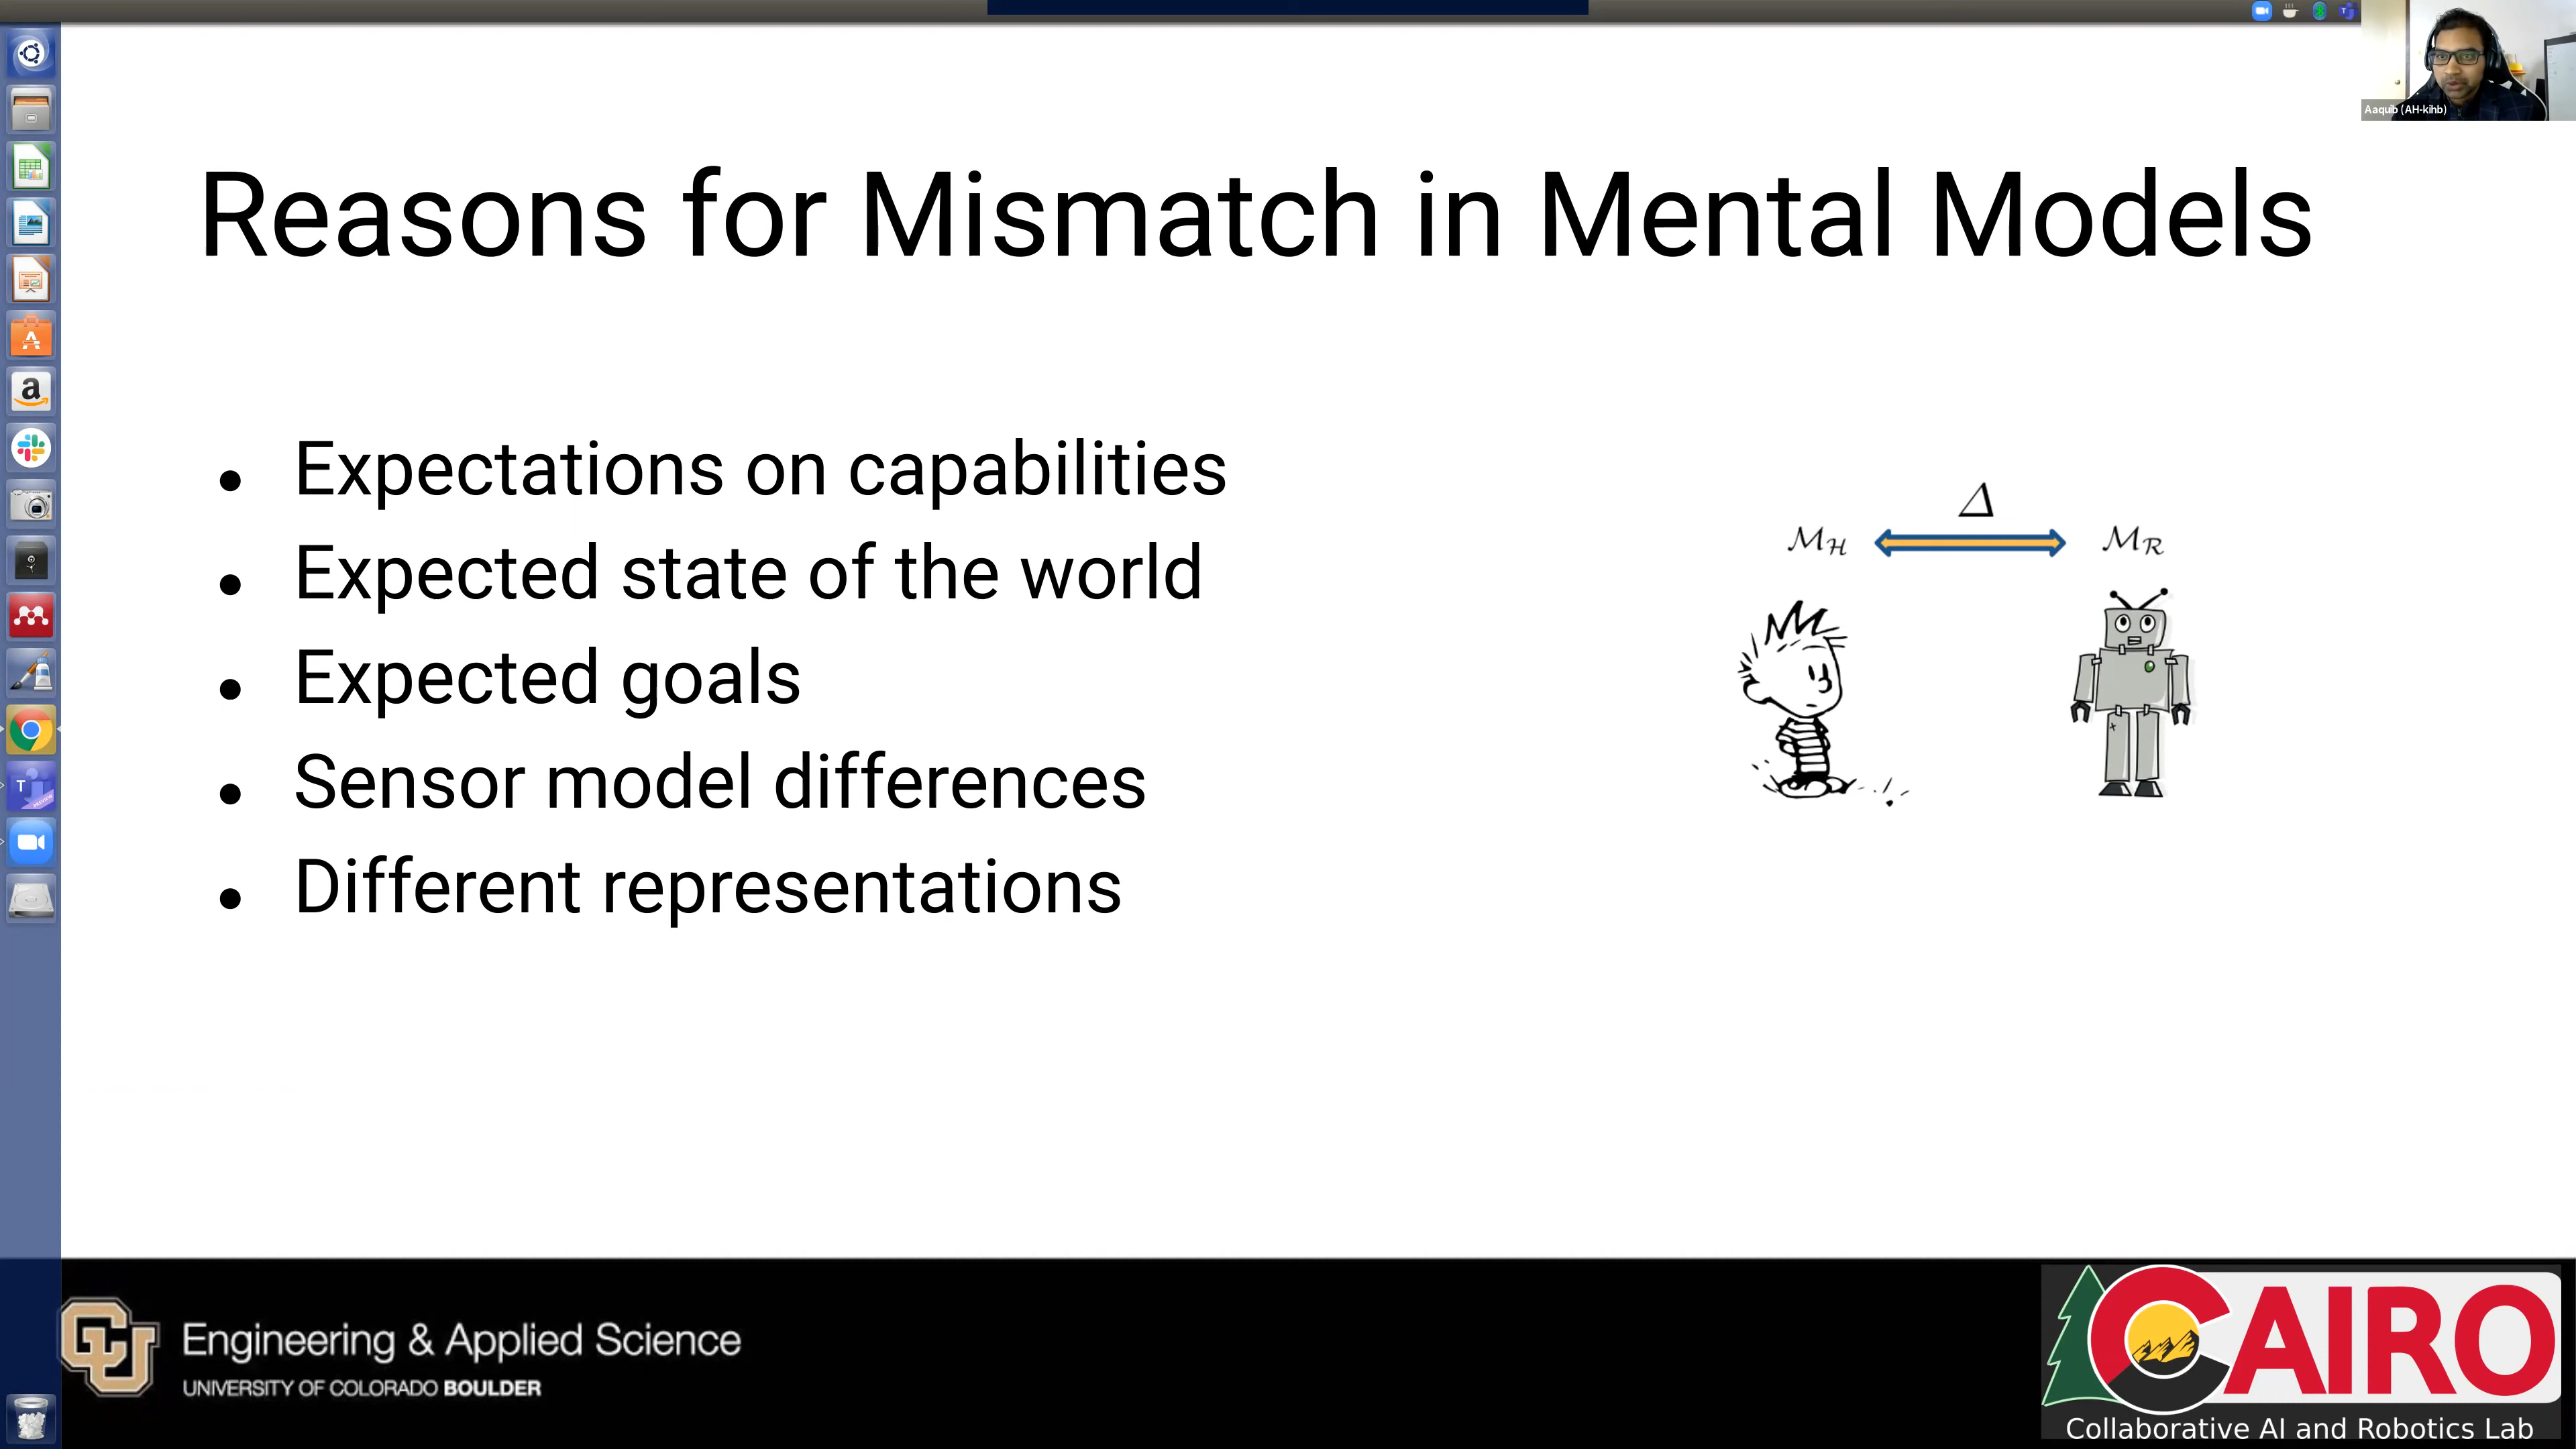 Aaquib (AH-kihb)
Reasons for Mismatch in Mental Models
• Expectations on capabilities
• Expected state of the world
• Expected goals
• Sensor model differences
• Different representations
Δ
ℳ_ℋ ℳ_ℛ
CU
Engineering & Applied Science
UNIVERSITY OF COLORADO BOULDER
CAIRO
Collaborative AI and Robotics Lab